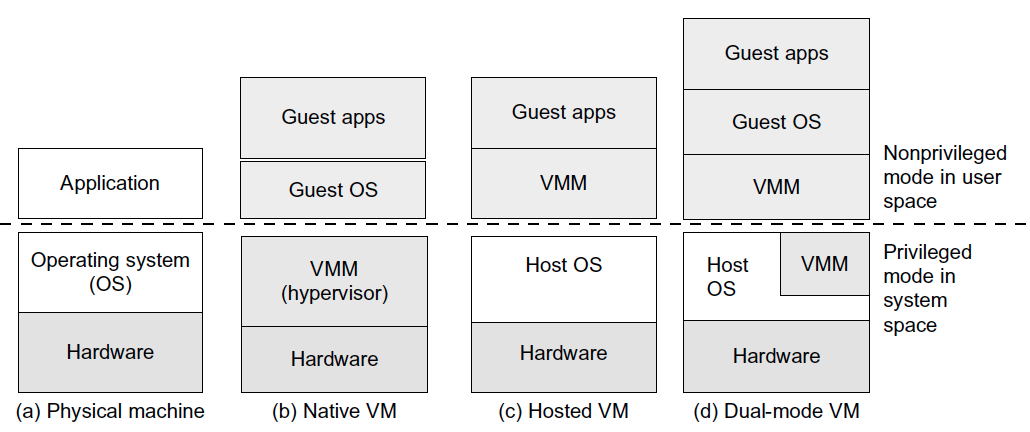 Application
Operating system
(OS)
Hardware
(a) Physical machine
Guest apps
Guest OS
VMM
(hypervisor)
Hardware
(b) Native VM
Guest apps
VMM
Host OS
Hardware
(c) Hosted VM
Guest apps
Guest OS
VMM
Host
OS
VMM
Hardware
(d) Dual-mode VM
Nonprivileged
mode in user
space
Privileged
mode in
system
space